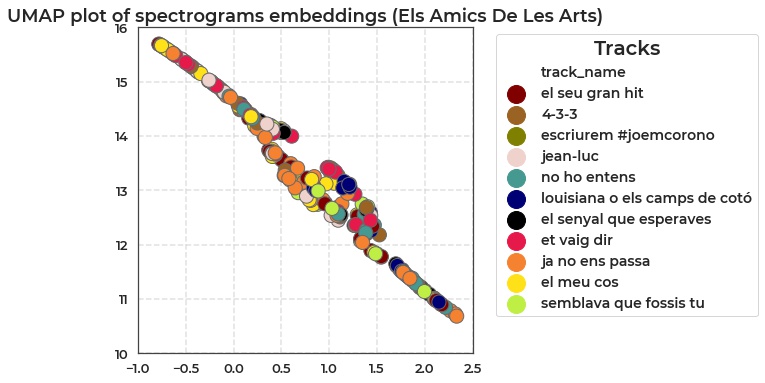 UMAP plot of spectrograms embeddings (Els Amics De Les Arts)
16
15
14
13
12
11
10
−1.0 −0.5 0.0 0.5 1.0 1.5 2.0 2.5
Tracks
track_name
el seu gran hit
4-3-3
escriurem #joemcorono
jean-luc
no ho entens
louisiana o els camps de cotó
el senyal que esperaves
et vaig dir
ja no ens passa
el meu cos
semblava que fossis tu